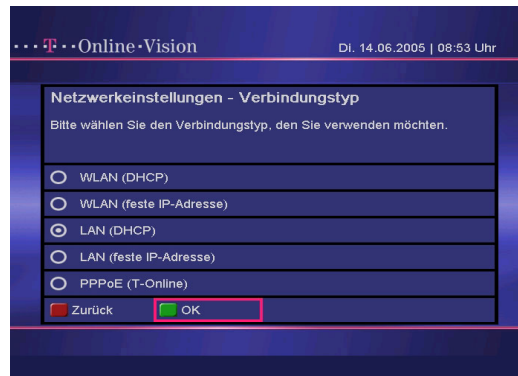 ····T··Online·Vision
Di. 14.06.2005 | 08:53 Uhr
Netzwerkeinstellungen - Verbindungstyp
Bitte wählen Sie den Verbindungstyp, den Sie verwenden möchten.
WLAN (DHCP)
WLAN (feste IP-Adresse)
LAN (DHCP)
LAN (feste IP-Adresse)
PPPoE (T-Online)
Zurück OK